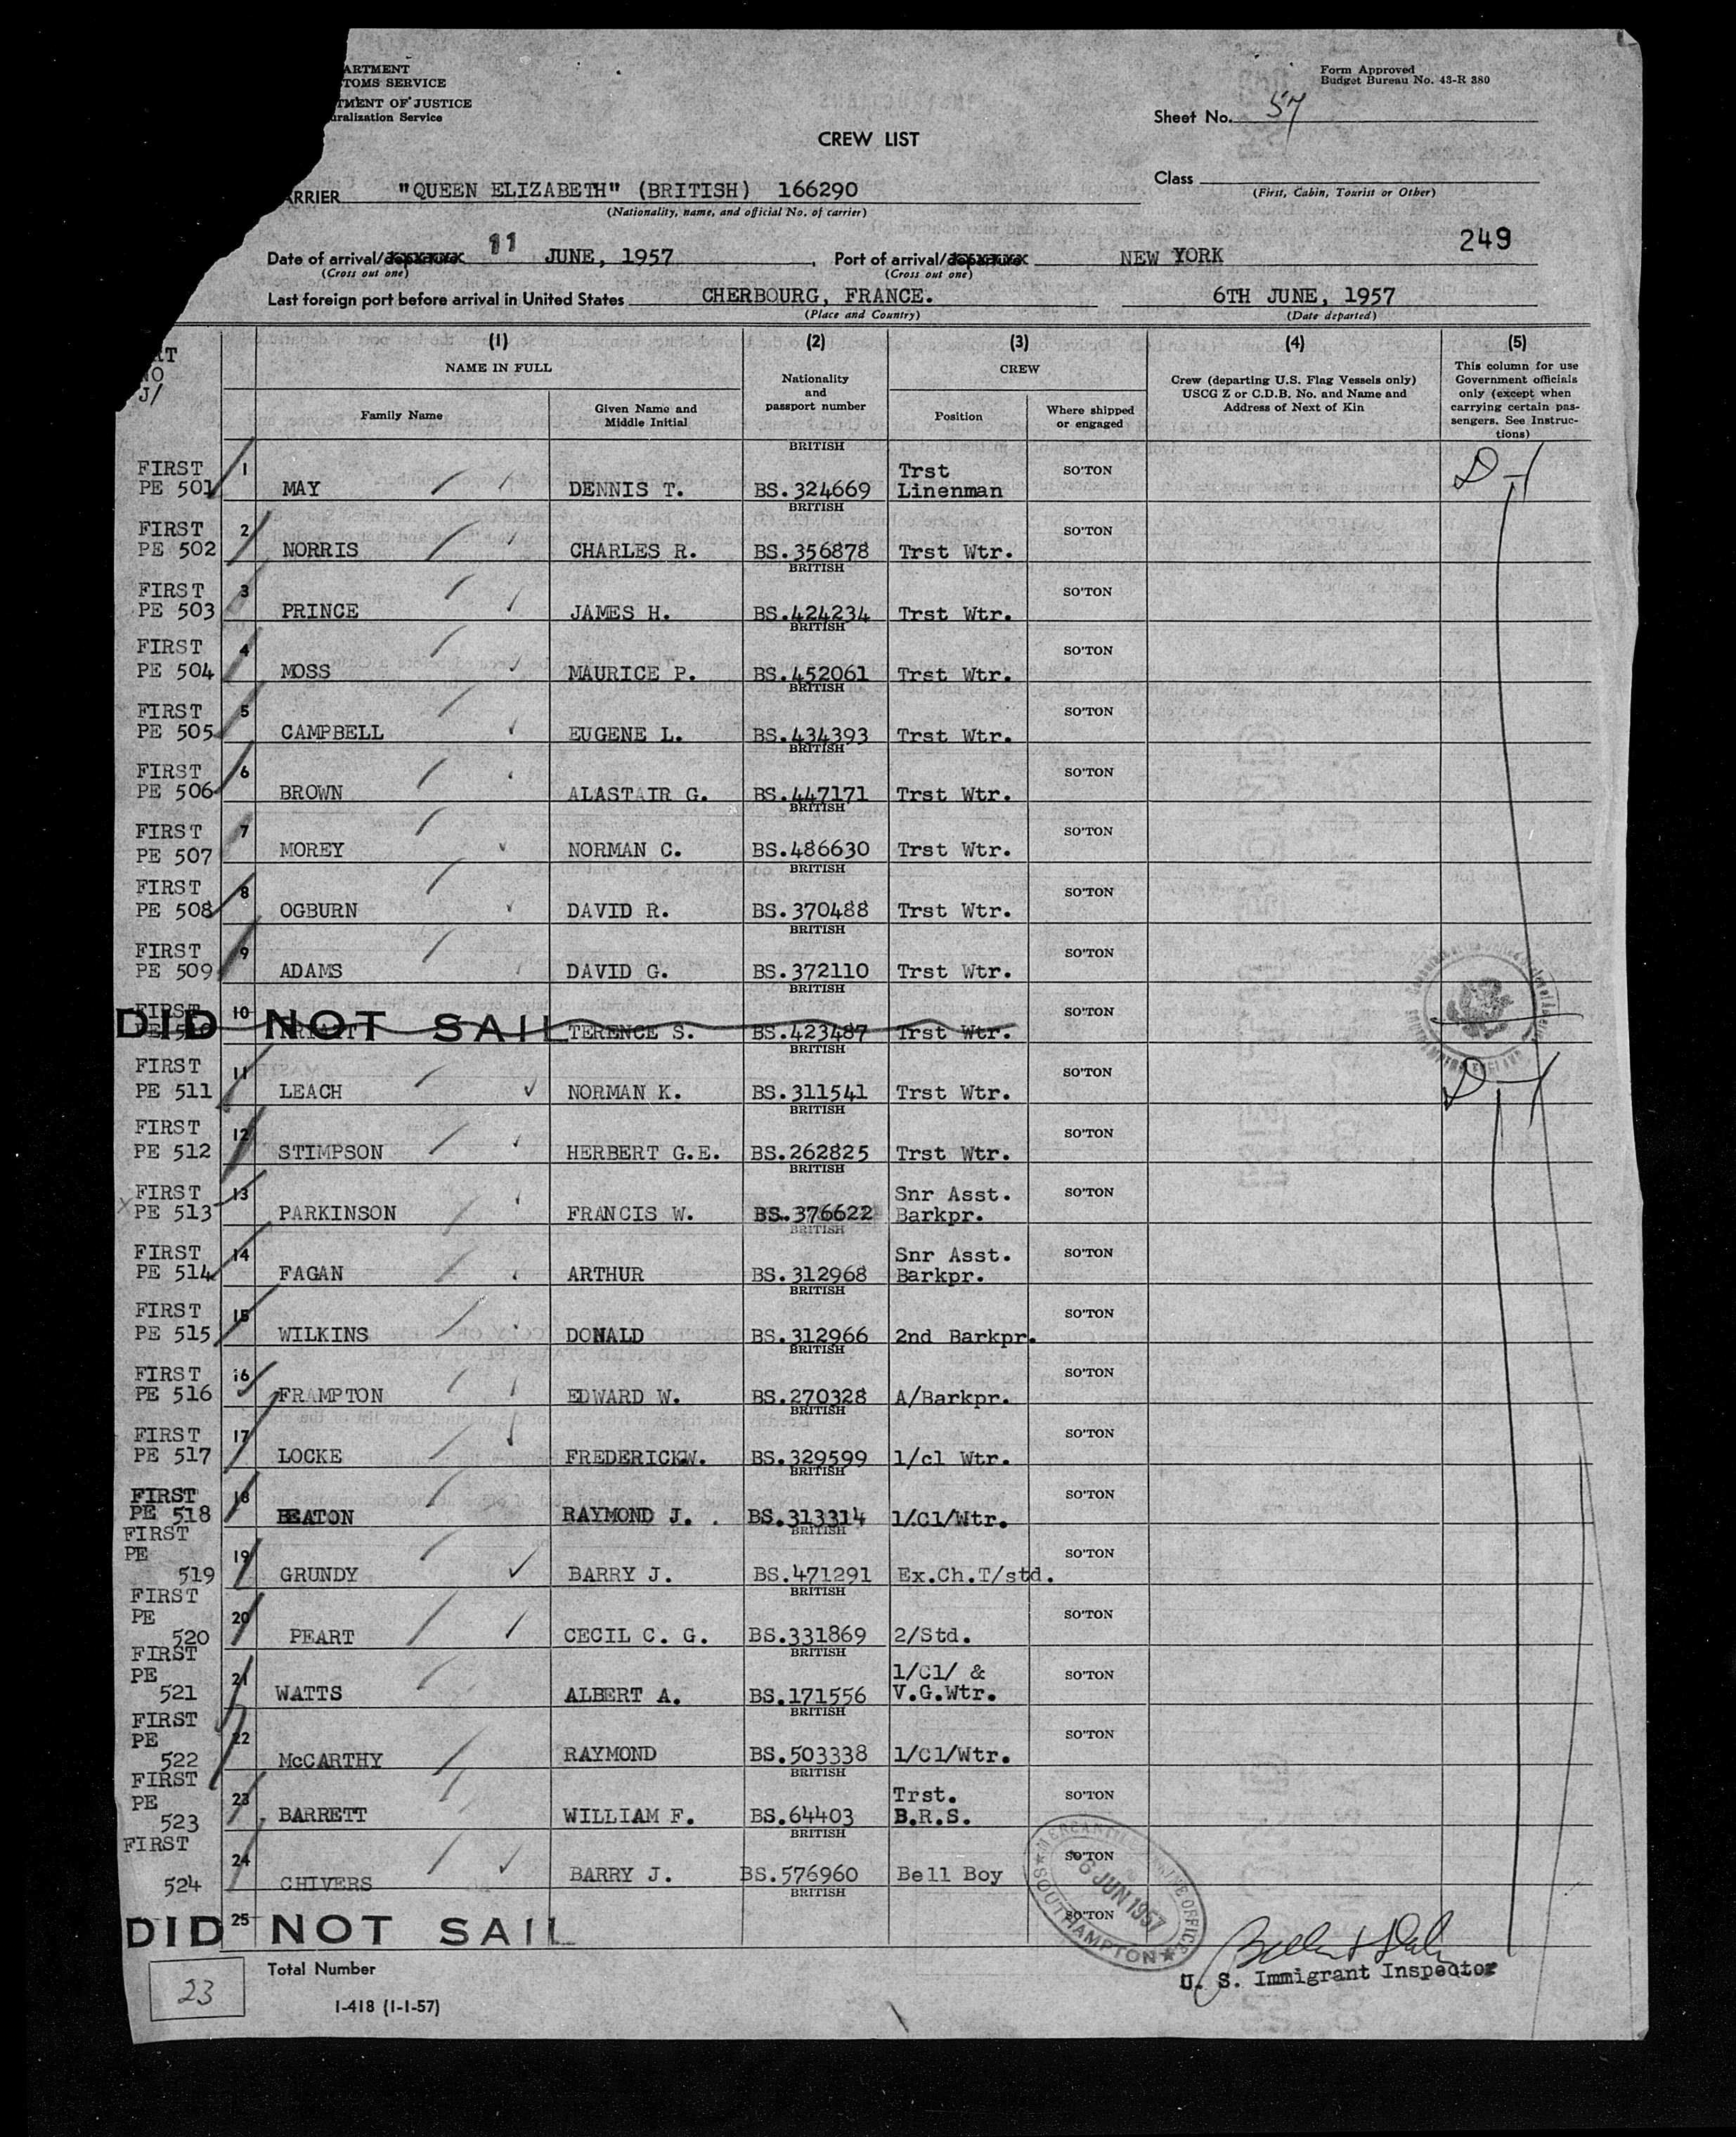 ARTMENT
TOMS SERVICE
TMENT OF JUSTICE
uralization Service
Form Approved
Budget Bureau No. 43-R 380
Sheet No. 57
CREW LIST
Class
(First, Cabin, Tourist or Other)
ARRIER "QUEEN ELIZABETH" (BRITISH) 166290
(Nationality, name, and official No. of carrier)
249
Date of arrival/departure 11 JUNE, 1957. Port of arrival/departure NEW YORK
(Cross out one) (Cross out one)
Last foreign port before arrival in United States CHERBOURG, FRANCE. 6TH JUNE, 1957
(Place and Country) (Date departed)
RT
NO
J/
(1) (2) (3) (4) (5)
NAME IN FULL
Family Name
Given Name and
Middle Initial
Nationality
and
passport number
CREW
Position
Where shipped
or engaged
Crew (departing U.S. Flag Vessels only)
USCG Z or C.D.B. No. and Name and
Address of Next of Kin
This column for use
Government officials
only (except when
carrying certain pas-
sengers. See Instruc-
tions)
BRITISH
FIRST 1 Trst SO'TON
PE 501 MAY DENNIS T. BS.324669 Linenman
BRITISH
FIRST 2 SO'TON
PE 502 NORRIS CHARLES R. BS.356878 Trst Wtr.
BRITISH
FIRST 3 SO'TON
PE 503 PRINCE JAMES H. BS.424234 Trst Wtr.
BRITISH
FIRST 4 SO'TON
PE 504 MOSS MAURICE P. BS.452061 Trst Wtr.
BRITISH
FIRST 5 SO'TON
PE 505 CAMPBELL EUGENE L. BS.434393 Trst Wtr.
BRITISH
FIRST 6 SO'TON
PE 506 BROWN ALASTAIR G. BS.447171 Trst Wtr.
BRITISH
FIRST 7 SO'TON
PE 507 MOREY NORMAN C. BS.486630 Trst Wtr.
BRITISH
FIRST 8 SO'TON
PE 508 OGBURN DAVID R. BS.370488 Trst Wtr.
BRITISH
FIRST 9 SO'TON
PE 509 ADAMS DAVID G. BS.372110 Trst Wtr.
BRITISH
FIRST 10 SO'TON
DID NOT SAIL TERENCE S. BS.423487 Trst Wtr.
BRITISH
FIRST 11 SO'TON
PE 511 LEACH NORMAN K. BS.311541 Trst Wtr.
BRITISH
FIRST 12 SO'TON
PE 512 STIMPSON HERBERT G.E. BS.262825 Trst Wtr.
BRITISH
FIRST 13 Snr Asst. SO'TON
PE 513 PARKINSON FRANCIS W. BS.376622 Barkpr.
BRITISH
FIRST 14 Snr Asst. SO'TON
PE 514 FAGAN ARTHUR BS.312968 Barkpr.
BRITISH
FIRST 15 SO'TON
PE 515 WILKINS DONALD BS.312966 2nd Barkpr.
BRITISH
FIRST 16 SO'TON
PE 516 FRAMPTON EDWARD W. BS.270328 A/Barkpr.
BRITISH
FIRST 17 SO'TON
PE 517 LOCKE FREDERICKW. BS.329599 1/cl Wtr.
BRITISH
FIRST 18 SO'TON
PE 518 BEATON RAYMOND J. . BS.313314 1/Cl/Wtr.
BRITISH
FIRST
PE 19 SO'TON
519 GRUNDY BARRY J. BS.471291 Ex.Ch.T/std.
BRITISH
FIRST
PE 20 SO'TON
520 PEART CECIL C. G. BS.331869 2/Std.
BRITISH
FIRST
PE 21 1/Cl/ & SO'TON
521 WATTS ALBERT A. BS.171556 V.G.Wtr.
BRITISH
FIRST
PE 22 SO'TON
522 McCARTHY RAYMOND BS.503338 1/Cl/Wtr.
BRITISH
FIRST
PE 23 Trst. SO'TON
523 BARRETT WILLIAM F. BS.64403 B.R.S.
BRITISH
FIRST
24 SO'TON
524 CHIVERS BARRY J. BS.576960 Bell Boy
BRITISH
25 SO'TON
DID NOT SAIL
MERCANTILE OFFICE
6 JUN 1957
SOUTHAMPTON
U. S. Immigrant Inspector
23 Total Number
I-418 (1-1-57)